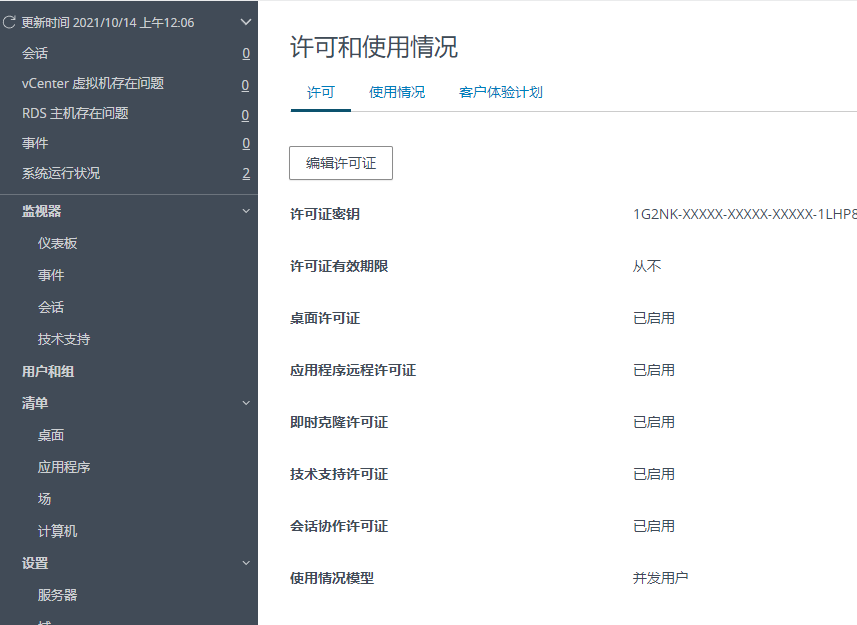 更新时间 2021/10/14 上午12:06
会话 0
vCenter 虚拟机存在问题 0
RDS 主机存在问题 0
事件 0
系统运行状况 2
监视器
仪表板
事件
会话
技术支持
用户和组
清单
桌面
应用程序
场
计算机
设置
服务器
域
许可和使用情况
许可 使用情况 客户体验计划
编辑许可证
许可证密钥 1G2NK-XXXXX-XXXXX-XXXXX-1LHP8
许可证有效期限 从不
桌面许可证 已启用
应用程序远程许可证 已启用
即时克隆许可证 已启用
技术支持许可证 已启用
会话协作许可证 已启用
使用情况模型 并发用户